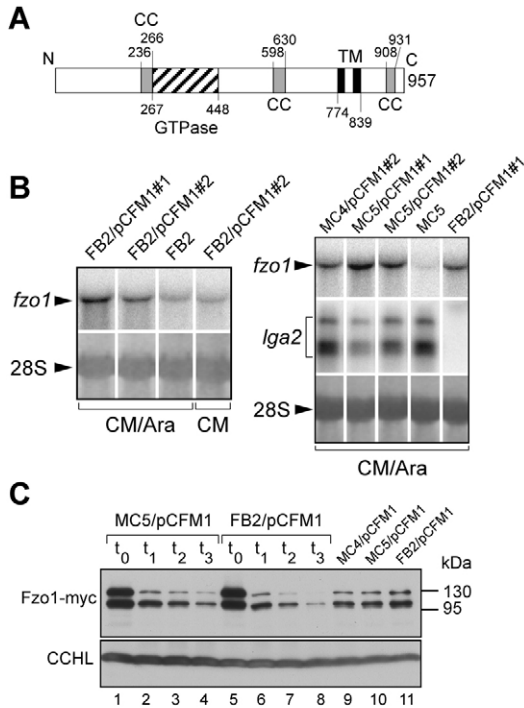 A
CC
266
236
630
598
TM
931
908
N
C
957
267
448
GTPase
CC
774
839
CC
B
FB2/pCFM1#1
FB2/pCFM1#2
FB2
FB2/pCFM1#2
fzo1
28S
CM/Ara
CM
MC4/pCFM1#2
MC5/pCFM1#1
MC5/pCFM1#2
MC5
FB2/pCFM1#1
fzo1
lga2
28S
CM/Ara
C
MC5/pCFM1
FB2/pCFM1
MC4/pCFM1
MC5/pCFM1
FB2/pCFM1
t0 t1 t2 t3 t0 t1 t2 t3
kDa
Fzo1-myc
130
95
CCHL
1 2 3 4 5 6 7 8 9 10 11